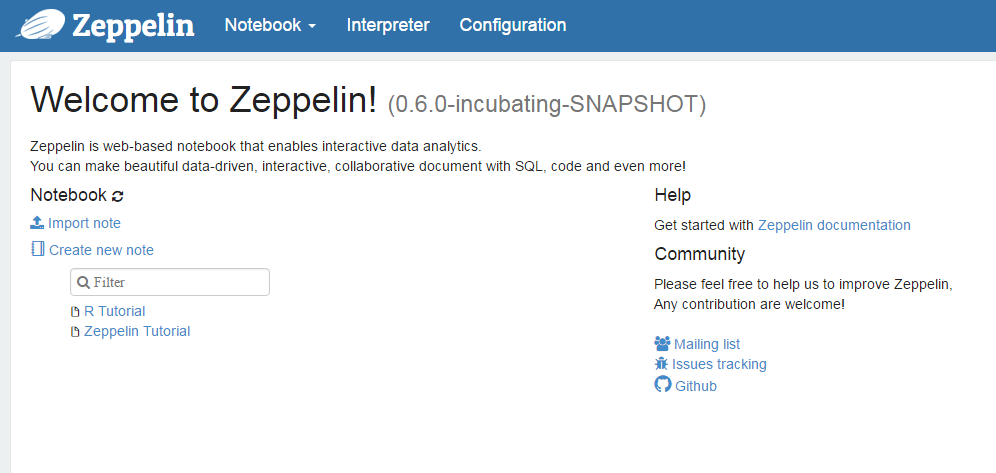 Zeppelin Notebook Interpreter Configuration
Welcome to Zeppelin! (0.6.0-incubating-SNAPSHOT)
Zeppelin is web-based notebook that enables interactive data analytics.
You can make beautiful data-driven, interactive, collaborative document with SQL, code and even more!
Notebook
Import note
Create new note
Filter
R Tutorial
Zeppelin Tutorial
Help
Get started with Zeppelin documentation
Community
Please feel free to help us to improve Zeppelin,
Any contribution are welcome!
Mailing list
Issues tracking
Github